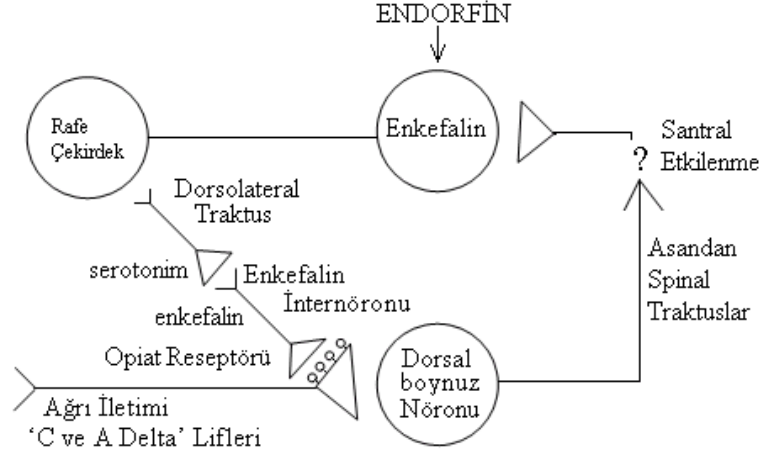 ENDORFİN
Rafe
Çekirdek
Enkefalin
Santral
?
Etkilenme
Dorsolateral
Traktus
serotonim
Enkefalin
İnternöronu
enkefalin
Asandan
Spinal
Traktuslar
Opiat Reseptörü
Dorsal
boynuz
Nöronu
Ağrı İletimi
‘C ve A Delta’ Lifleri